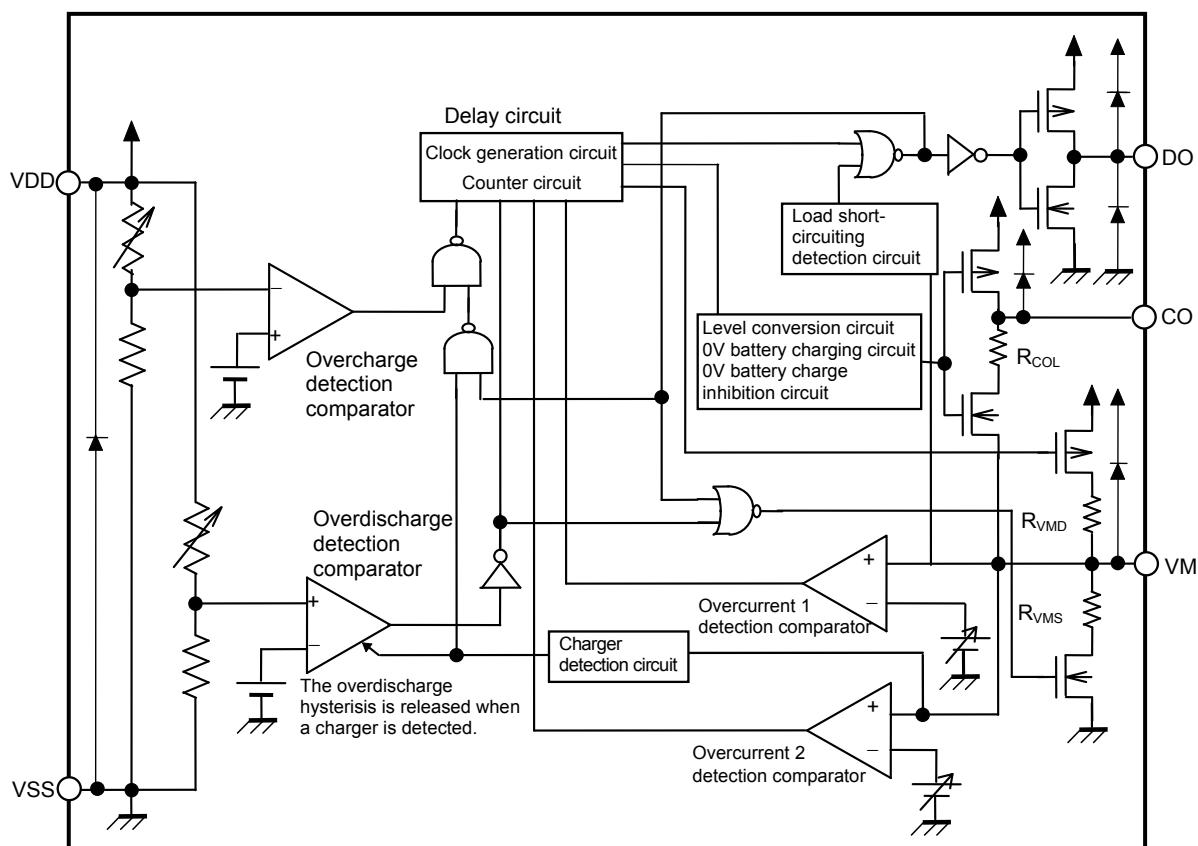 Delay circuit
Clock generation circuit
Counter circuit
VDD
DO
Load short-
circuiting
detection circuit
CO
Level conversion circuit
0V battery charging circuit
0V battery charge
inhibition circuit
RCOL
−
+
Overcharge
detection
comparator
Overdischarge
detection
comparator
RVMD
+
−
Overcurrent 1
detection comparator
VM
RVMS
+
−
Charger
detection circuit
The overdischarge
hysterisis is released when
a charger is detected.
+
−
Overcurrent 2
detection comparator
VSS